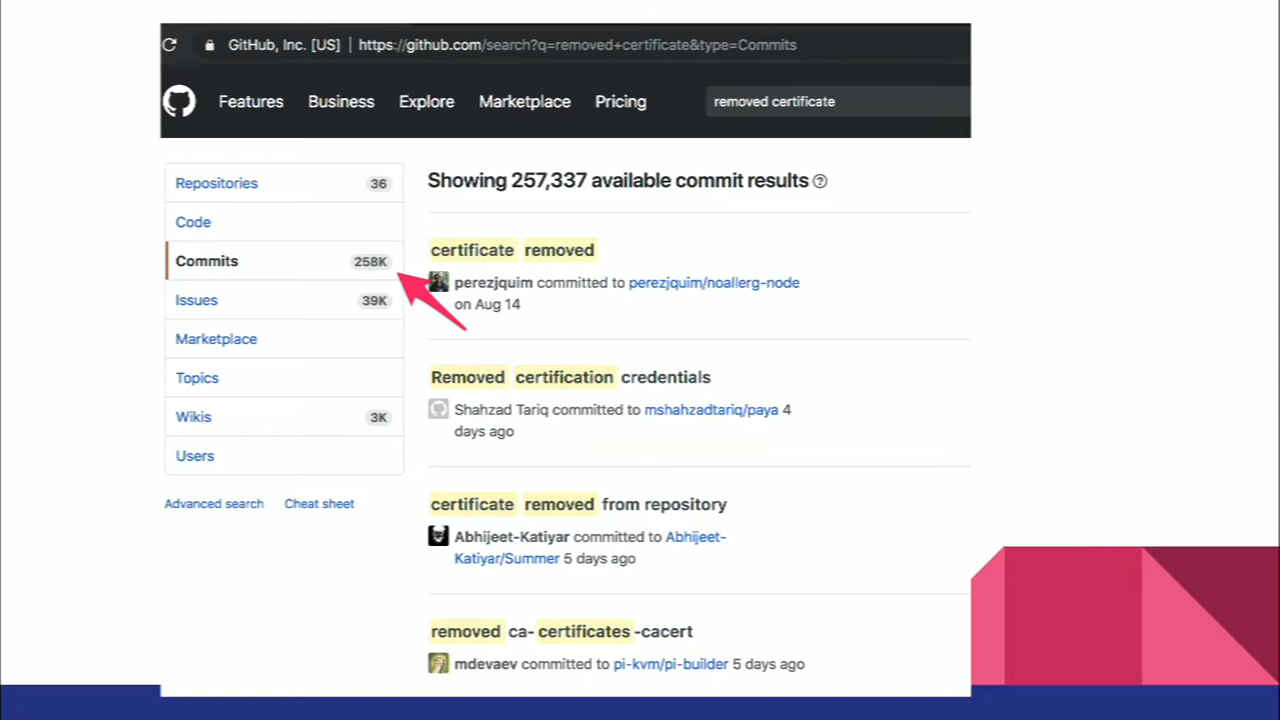 GitHub, Inc. [US] | https://github.com/search?q=removed+certificate&type=Commits
Features Business Explore Marketplace Pricing removed certificate
Repositories 36
Code
Commits 258K
Issues 39K
Marketplace
Topics
Wikis 3K
Users
Advanced search Cheat sheet
Showing 257,337 available commit results ?
certificate removed
perezjquim committed to perezjquim/noallerg-node
on Aug 14
Removed certification credentials
Shahzad Tariq committed to mshahzadtariq/paya 4
days ago
certificate removed from repository
Abhijeet-Katiyar committed to Abhijeet-
Katiyar/Summer 5 days ago
removed ca-certificates-cacert
mdevaev committed to pi-kvm/pi-builder 5 days ago